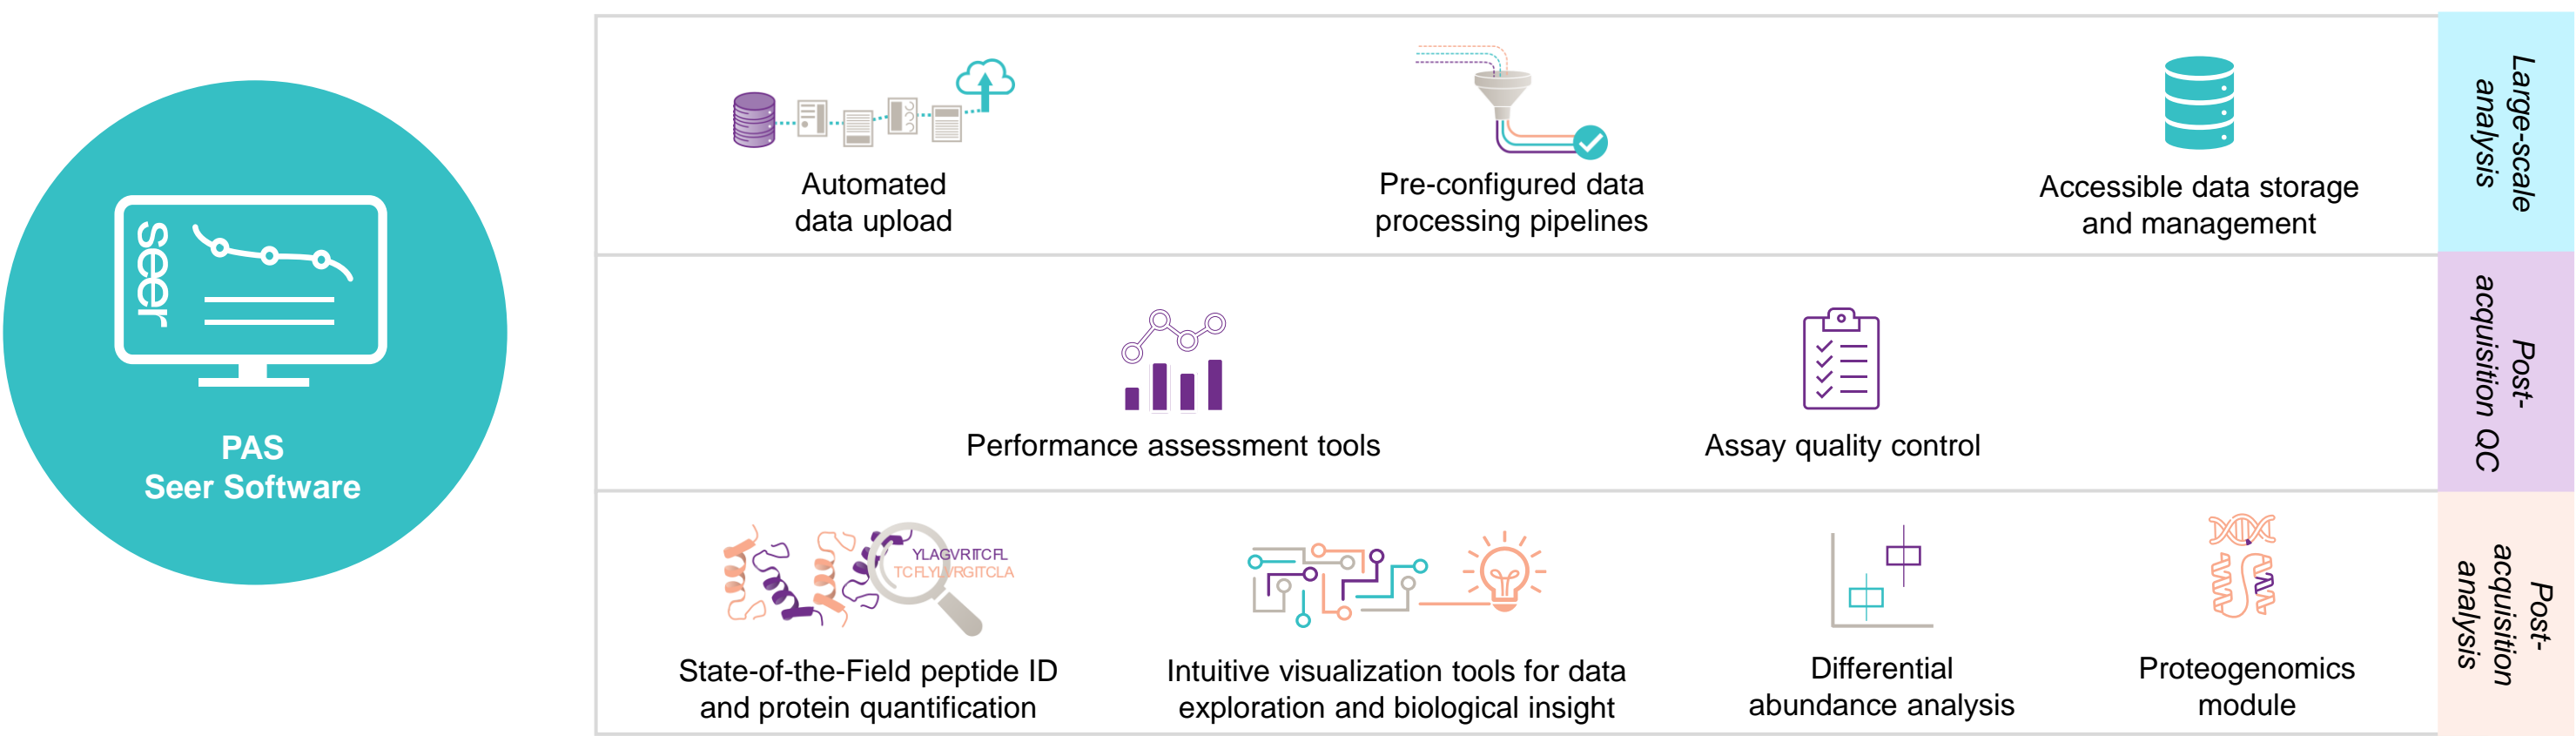 seer
PAS
Seer Software
Automated
data upload
Pre-configured data
processing pipelines
Accessible data storage
and management
Large-scale
analysis
Performance assessment tools
Assay quality control
Post-
acquisition QC
YLAGVRITCFL
TCFLYLVRGITCLA
State-of-the-Field peptide ID
and protein quantification
Intuitive visualization tools for data
exploration and biological insight
Differential
abundance analysis
Proteogenomics
module
Post-
acquisition
analysis